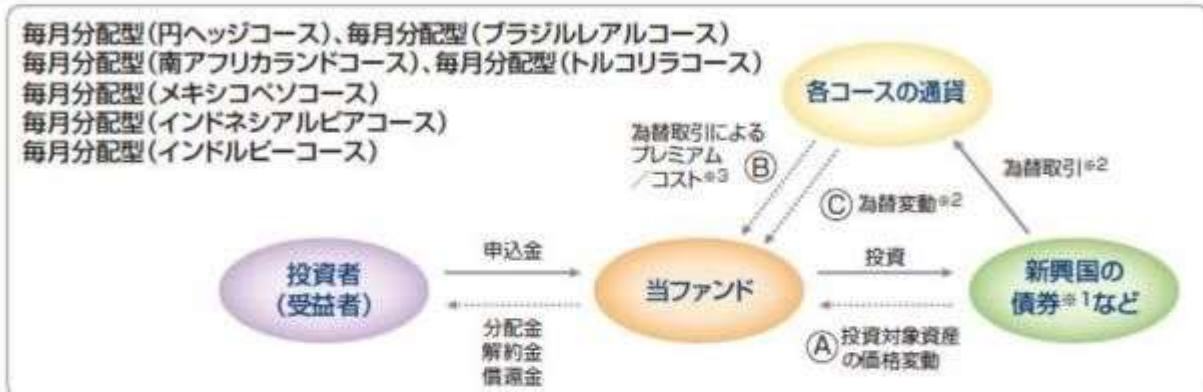 毎月分配型(円ヘッジコース)、毎月分配型(ブラジルレアルコース)
毎月分配型(南アフリカランドコース)、毎月分配型(トルコリラコース)
毎月分配型(メキシコペソコース)
毎月分配型(インドネシアルピアコース)
毎月分配型(インドルピーコース)
各コースの通貨
為替取引による
プレミアム
/コスト※3
Ⓑ
為替取引※2
Ⓒ 為替変動※2
投資者
(受益者)
申込金
分配金
解約金
償還金
当ファンド
投資
Ⓐ 投資対象資産
の価格変動
新興国の
債券※1など